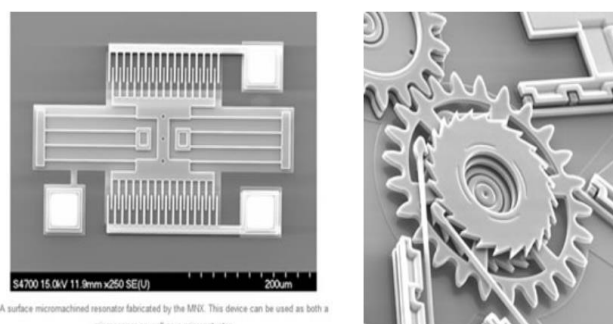 S4700 15.0kV 11.9mm x250 SE(U)
200um
A surface micromachined resonator fabricated by the MNX. This device can be used as both a